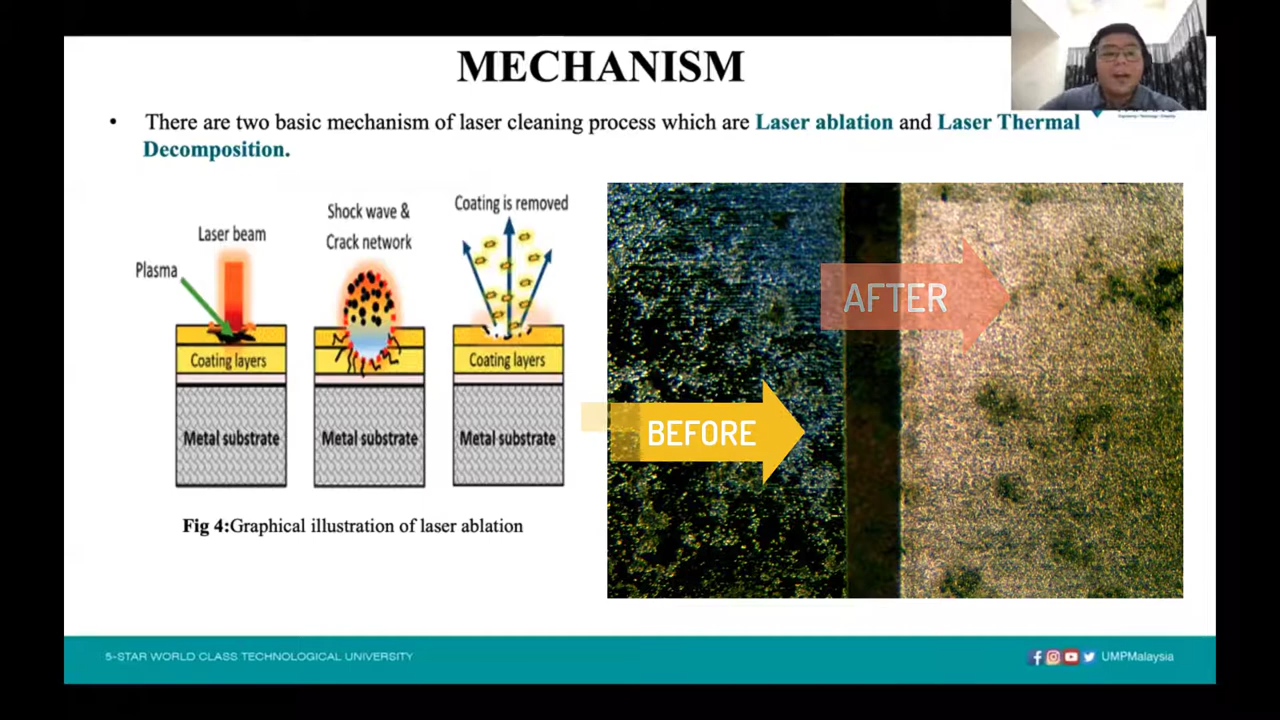 MECHANISM
• There are two basic mechanism of laser cleaning process which are Laser ablation and Laser Thermal
Decomposition.
Laser beam
Plasma
Coating layers
Metal substrate
Shock wave &
Crack network
Metal substrate
Coating is removed
Coating layers
Metal substrate
Fig 4:Graphical illustration of laser ablation
BEFORE
AFTER
5-STAR WORLD CLASS TECHNOLOGICAL UNIVERSITY
UMPMalaysia